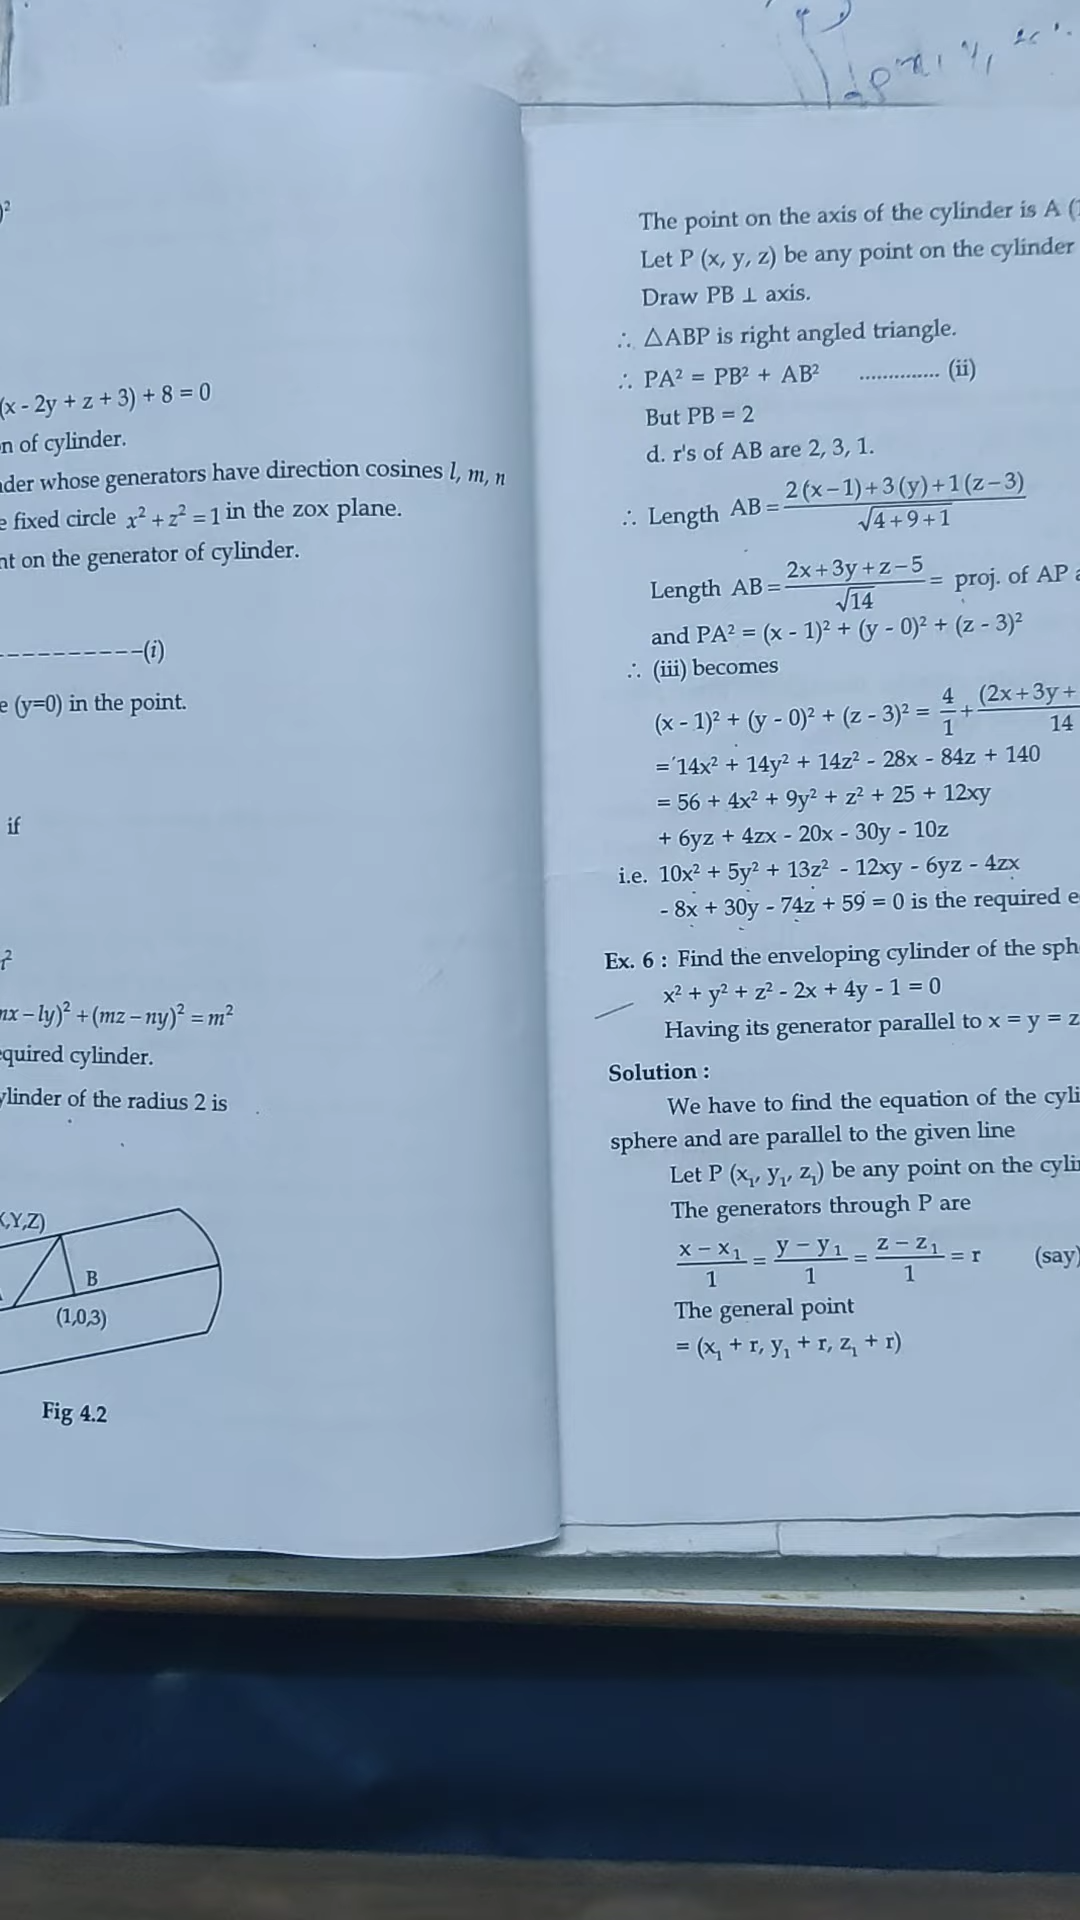 (x - 2y + z + 3) + 8 = 0
n of cylinder.
der whose generators have direction cosines l, m, n
e fixed circle x² + z² = 1 in the zox plane.
nt on the generator of cylinder.
------------(i)
e (y=0) in the point.
if
mx – ly)² + (mz – ny)² = m²
equired cylinder.
ylinder of the radius 2 is
X,Y,Z)
B
(1,0,3)
Fig 4.2
The point on the axis of the cylinder is A (
Let P (x, y, z) be any point on the cylinder
Draw PB ⊥ axis.
∴ △ABP is right angled triangle.
∴ PA² = PB² + AB² .............. (ii)
But PB = 2
d. r's of AB are 2, 3, 1.
∴ Length AB = 2(x–1)+3(y)+1(z–3) / √4+9+1
Length AB = 2x+3y+z–5 / √14 = proj. of AP a
and PA² = (x - 1)² + (y - 0)² + (z - 3)²
∴ (iii) becomes
(x - 1)² + (y - 0)² + (z - 3)² = 4/1 + (2x+3y+ / 14
= 14x² + 14y² + 14z² - 28x - 84z + 140
= 56 + 4x² + 9y² + z² + 25 + 12xy
+ 6yz + 4zx - 20x - 30y - 10z
i.e. 10x² + 5y² + 13z² - 12xy - 6yz - 4zx
- 8x + 30y - 74z + 59 = 0 is the required e
Ex. 6 : Find the enveloping cylinder of the sph
x² + y² + z² - 2x + 4y - 1 = 0
Having its generator parallel to x = y = z
Solution :
We have to find the equation of the cyli
sphere and are parallel to the given line
Let P (x₁, y₁, z₁) be any point on the cylin
The generators through P are
x – x₁ / 1 = y – y₁ / 1 = z – z₁ / 1 = r (say)
The general point
= (x₁ + r, y₁ + r, z₁ + r)